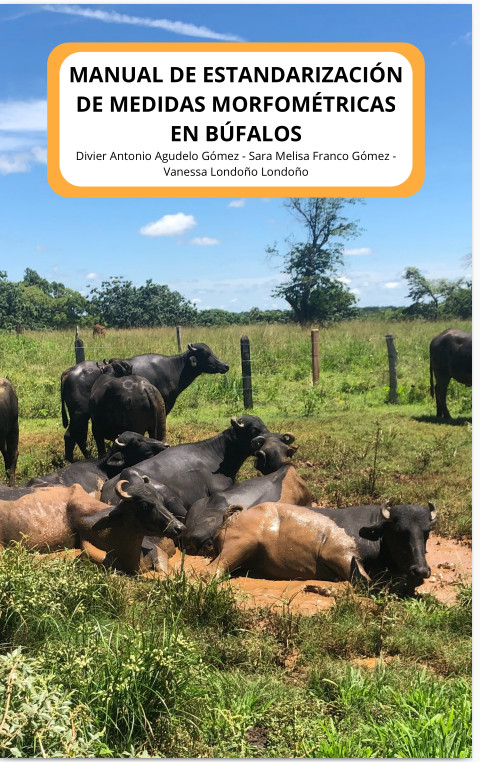 MANUAL DE ESTANDARIZACIÓN
DE MEDIDAS MORFOMÉTRICAS
EN BÚFALOS
Divier Antonio Agudelo Gómez - Sara Melisa Franco Gómez -
Vanessa Londoño Londoño